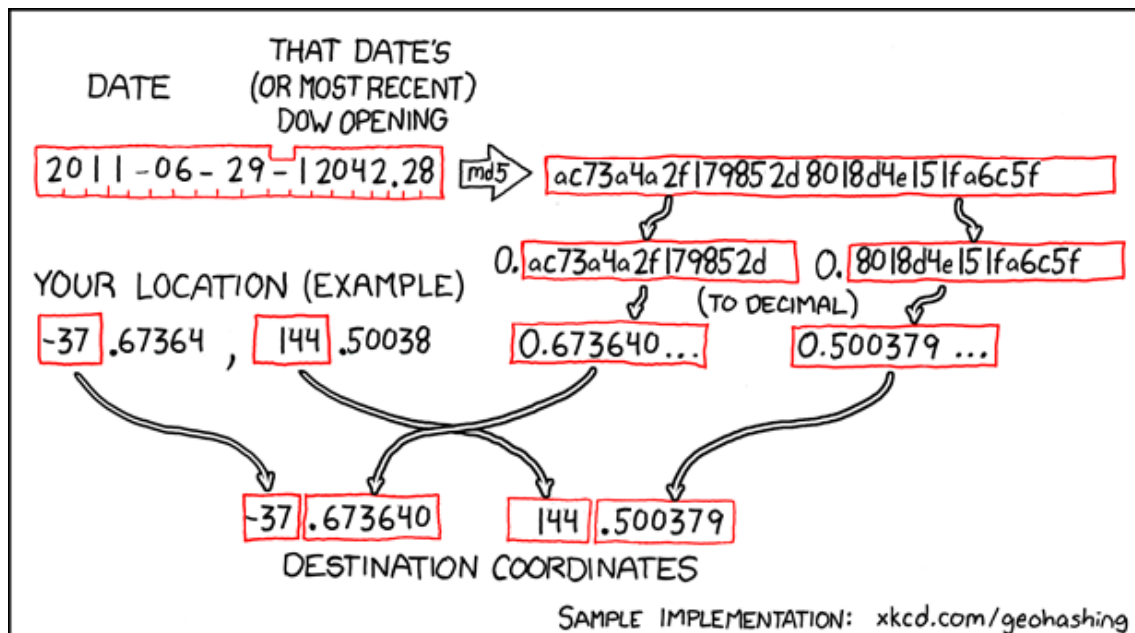 DATE
THAT DATE'S
(OR MOST RECENT)
DOW OPENING
2011-06-29-12042.28
md5
ac73a4a2f179852d8018d4e151fa6c5f
0.ac73a4a2f179852d
0.8018d4e151fa6c5f
YOUR LOCATION (EXAMPLE)
(TO DECIMAL)
-37.67364, 144.50038
0.673640...
0.500379...
-37.673640
144.500379
DESTINATION COORDINATES
SAMPLE IMPLEMENTATION: xkcd.com/geohashing